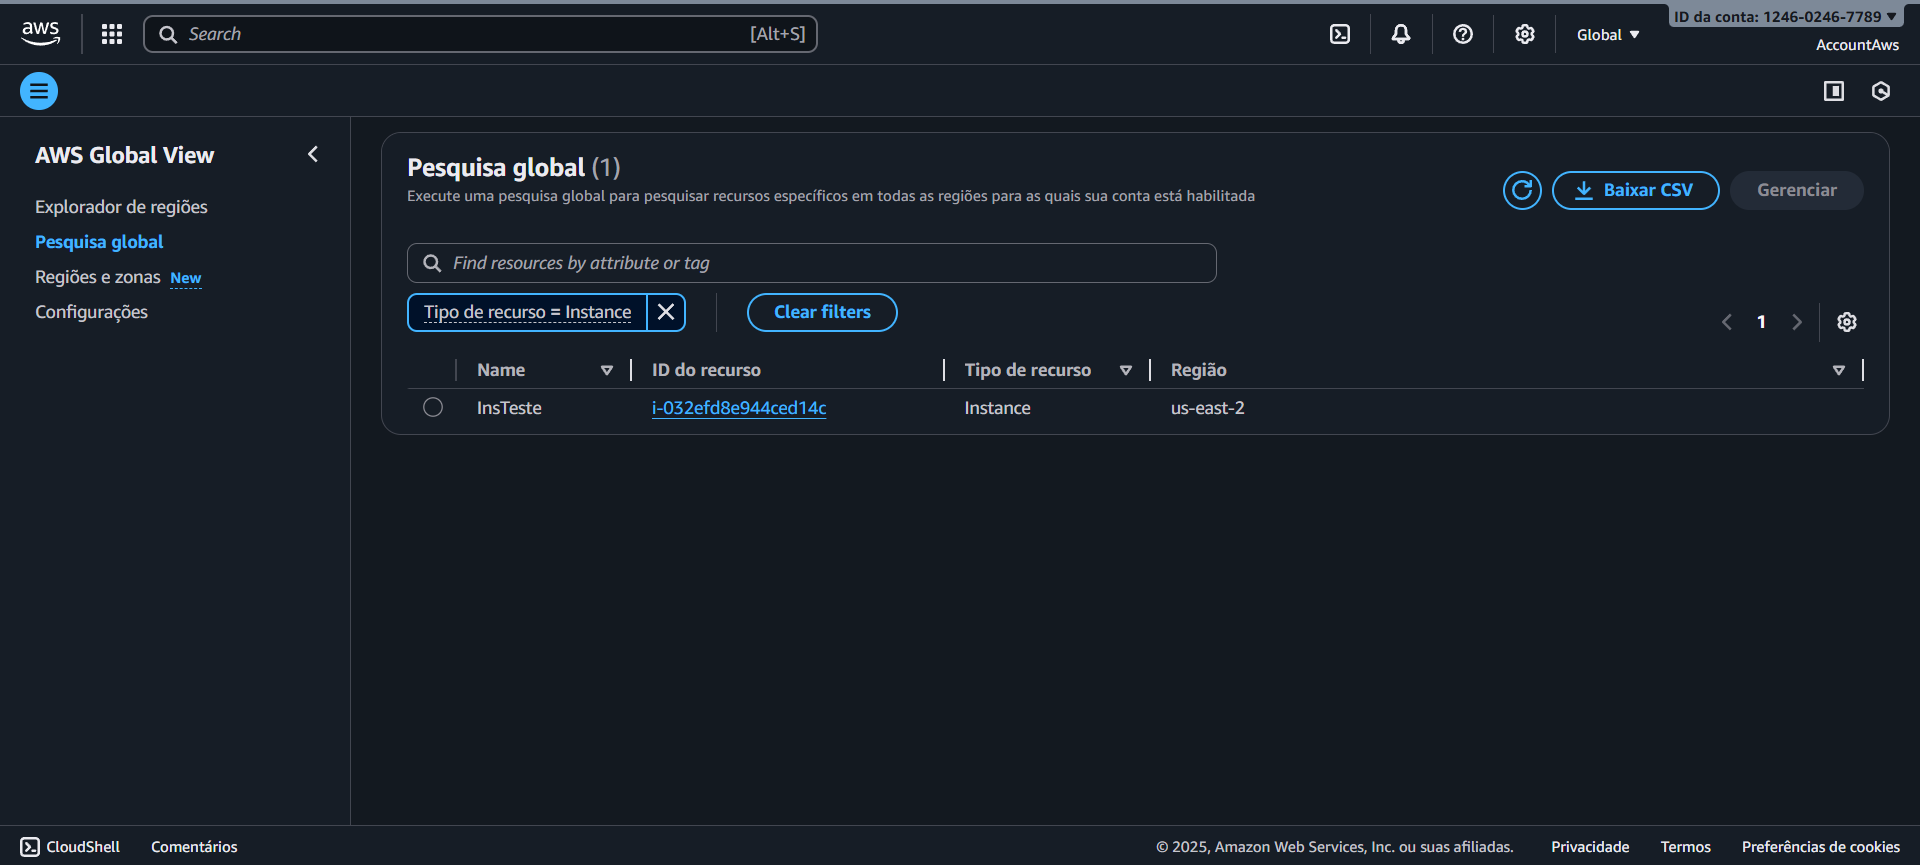 aws
Search [Alt+S]
Global
ID da conta: 1246-0246-7789
AccountAws
AWS Global View
Explorador de regiões
Pesquisa global
Regiões e zonas New
Configurações
Pesquisa global (1)
Execute uma pesquisa global para pesquisar recursos específicos em todas as regiões para as quais sua conta está habilitada
Baixar CSV
Gerenciar
Find resources by attribute or tag
Tipo de recurso = Instance
Clear filters
1
Name ID do recurso Tipo de recurso Região
InsTeste i-032efd8e944ced14c Instance us-east-2
CloudShell Comentários © 2025, Amazon Web Services, Inc. ou suas afiliadas. Privacidade Termos Preferências de cookies